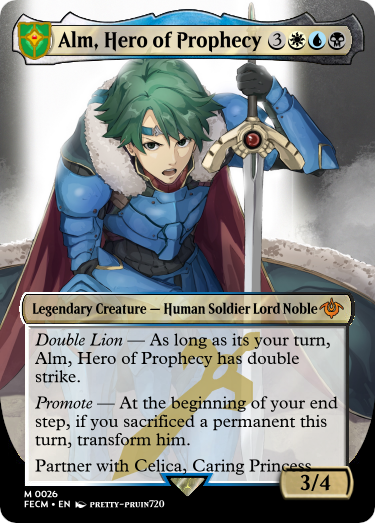 Alm, Hero of Prophecy 3
Legendary Creature — Human Soldier Lord Noble
Double Lion — As long as its your turn,
Alm, Hero of Prophecy has double
strike.
Promote — At the beginning of your end
step, if you sacrificed a permanent this
turn, transform him.
Partner with Celica, Caring Princess
3/4
M 0026
FECM • EN PRETTY-PRUIN720